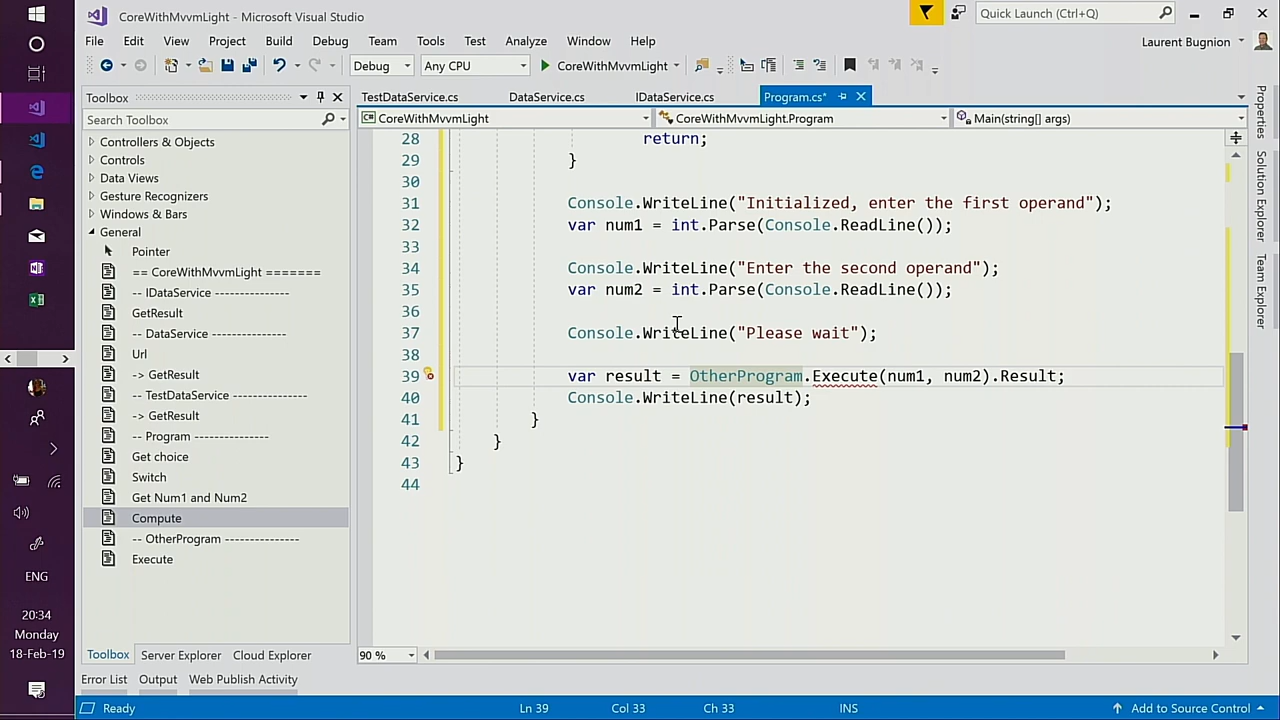 CoreWithMvvmLight - Microsoft Visual Studio
Quick Launch (Ctrl+Q)
File Edit View Project Build Debug Team Tools Test Analyze Window Help
Laurent Bugnion
Debug Any CPU CoreWithMvvmLight
Toolbox
TestDataService.cs DataService.cs IDataService.cs Program.cs*
Search Toolbox
CoreWithMvvmLight CoreWithMvvmLight.Program Main(string[] args)
Controllers & Objects
Controls
Data Views
Gesture Recognizers
Windows & Bars
General
Pointer
== CoreWithMvvmLight =======
-- IDataService ---------------
GetResult
-- DataService ---------------
Url
-> GetResult
-- TestDataService ---------------
-> GetResult
-- Program ---------------
Get choice
Switch
Get Num1 and Num2
Compute
-- OtherProgram ---------------
Execute
28 return;
29 }
30
31 Console.WriteLine("Initialized, enter the first operand");
32 var num1 = int.Parse(Console.ReadLine());
33
34 Console.WriteLine("Enter the second operand");
35 var num2 = int.Parse(Console.ReadLine());
36
37 Console.WriteLine("Please wait");
38
39 var result = OtherProgram.Execute(num1, num2).Result;
40 Console.WriteLine(result);
41 }
42 }
43 }
44
Properties
Solution Explorer
Team Explorer
90 %
Toolbox Server Explorer Cloud Explorer
Error List Output Web Publish Activity
Ready Ln 39 Col 33 Ch 33 INS Add to Source Control
ENG
20:34
Monday
18-Feb-19